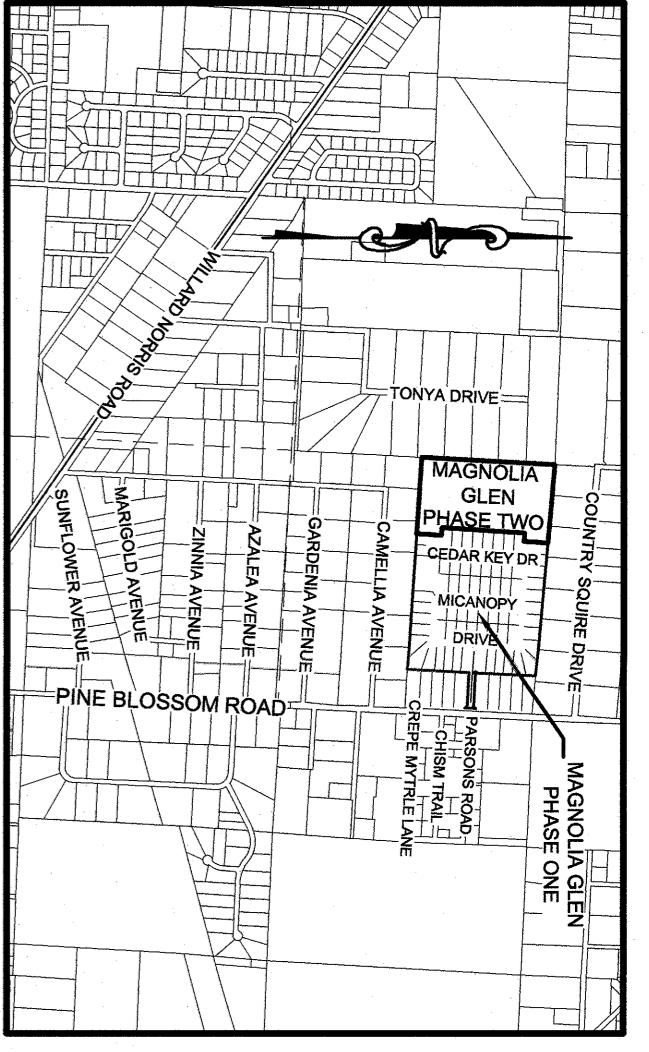 WILLARD NORRIS ROAD
N
TONYA DRIVE
MAGNOLIA
GLEN
PHASE TWO
COUNTRY SQUIRE DRIVE
CEDAR KEY DR
MICANOPY
DRIVE
SUNFLOWER AVENUE
MARIGOLD AVENUE
ZINNIA AVENUE
AZALEA AVENUE
GARDENIA AVENUE
CAMELLIA AVENUE
PINE BLOSSOM ROAD
CREPE MYTRLE LANE
CHISM TRAIL
PARSONS ROAD
MAGNOLIA GLEN
PHASE ONE